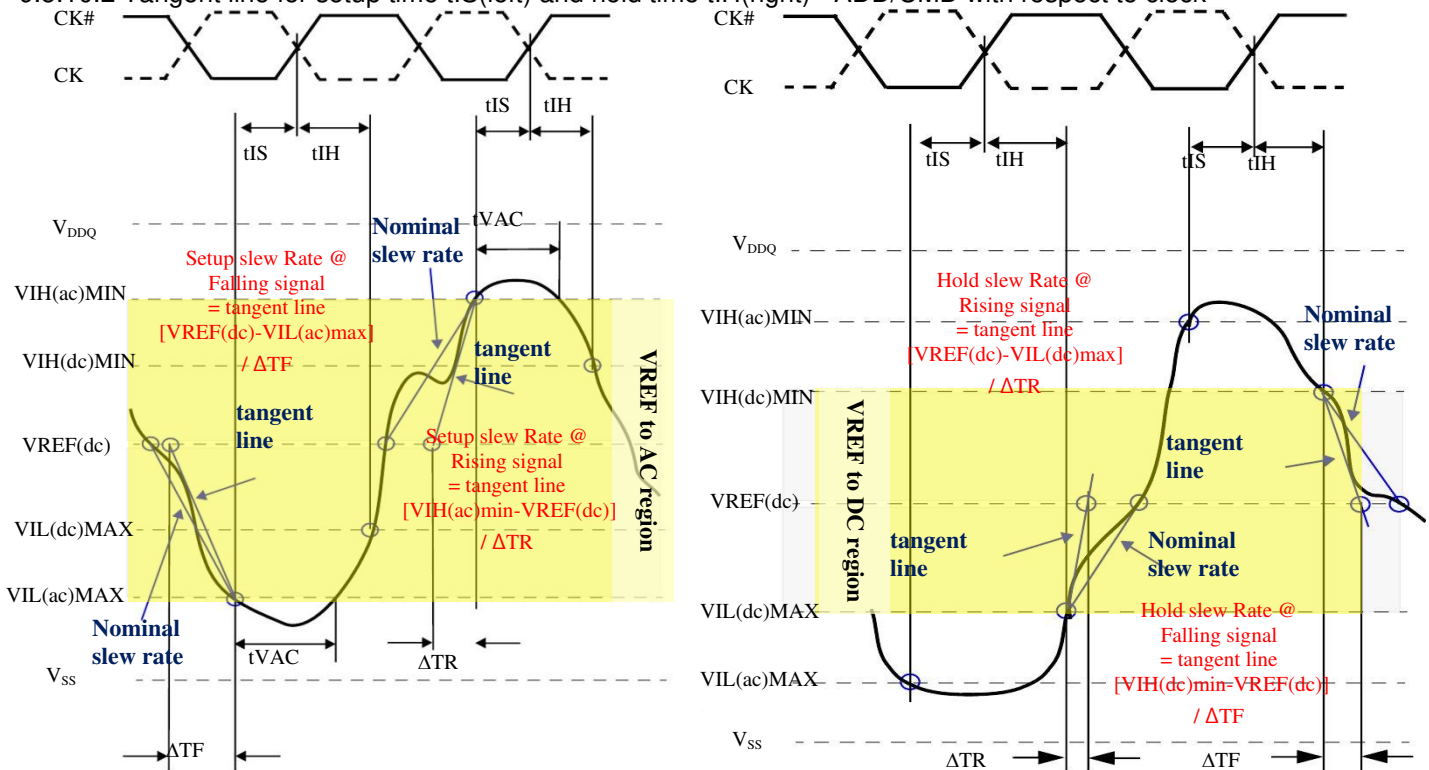 9.8.10.2 Tangent line for setup time tIS(left) and hold time tIH(right) - ADD/CMD with respect to clock
CK#
CK
tIS
tIH
tIS
tIH
VDDQ
VIH(ac)MIN
VIH(dc)MIN
VREF(dc)
VIL(dc)MAX
VIL(ac)MAX
VSS
Setup slew Rate @
Falling signal
= tangent line
[VREF(dc)-VIL(ac)max]
/ ΔTF
Nominal
slew rate
tVAC
tangent
line
tangent
line
Setup slew Rate @
Rising signal
= tangent line
[VIH(ac)min-VREF(dc)]
/ ΔTR
VREF to AC region
Nominal
slew rate
tVAC
ΔTR
ΔTF
CK#
CK
tIS
tIH
tIS
tIH
VDDQ
VIH(ac)MIN
VIH(dc)MIN
VREF(dc)
VIL(dc)MAX
VIL(ac)MAX
VSS
Hold slew Rate @
Rising signal
= tangent line
[VREF(dc)-VIL(dc)max]
/ ΔTR
Nominal
slew rate
VREF to DC region
tangent
line
tangent
line
Nominal
slew rate
Hold slew Rate @
Falling signal
= tangent line
[VIH(dc)min-VREF(dc)]
/ ΔTF
ΔTR
ΔTF